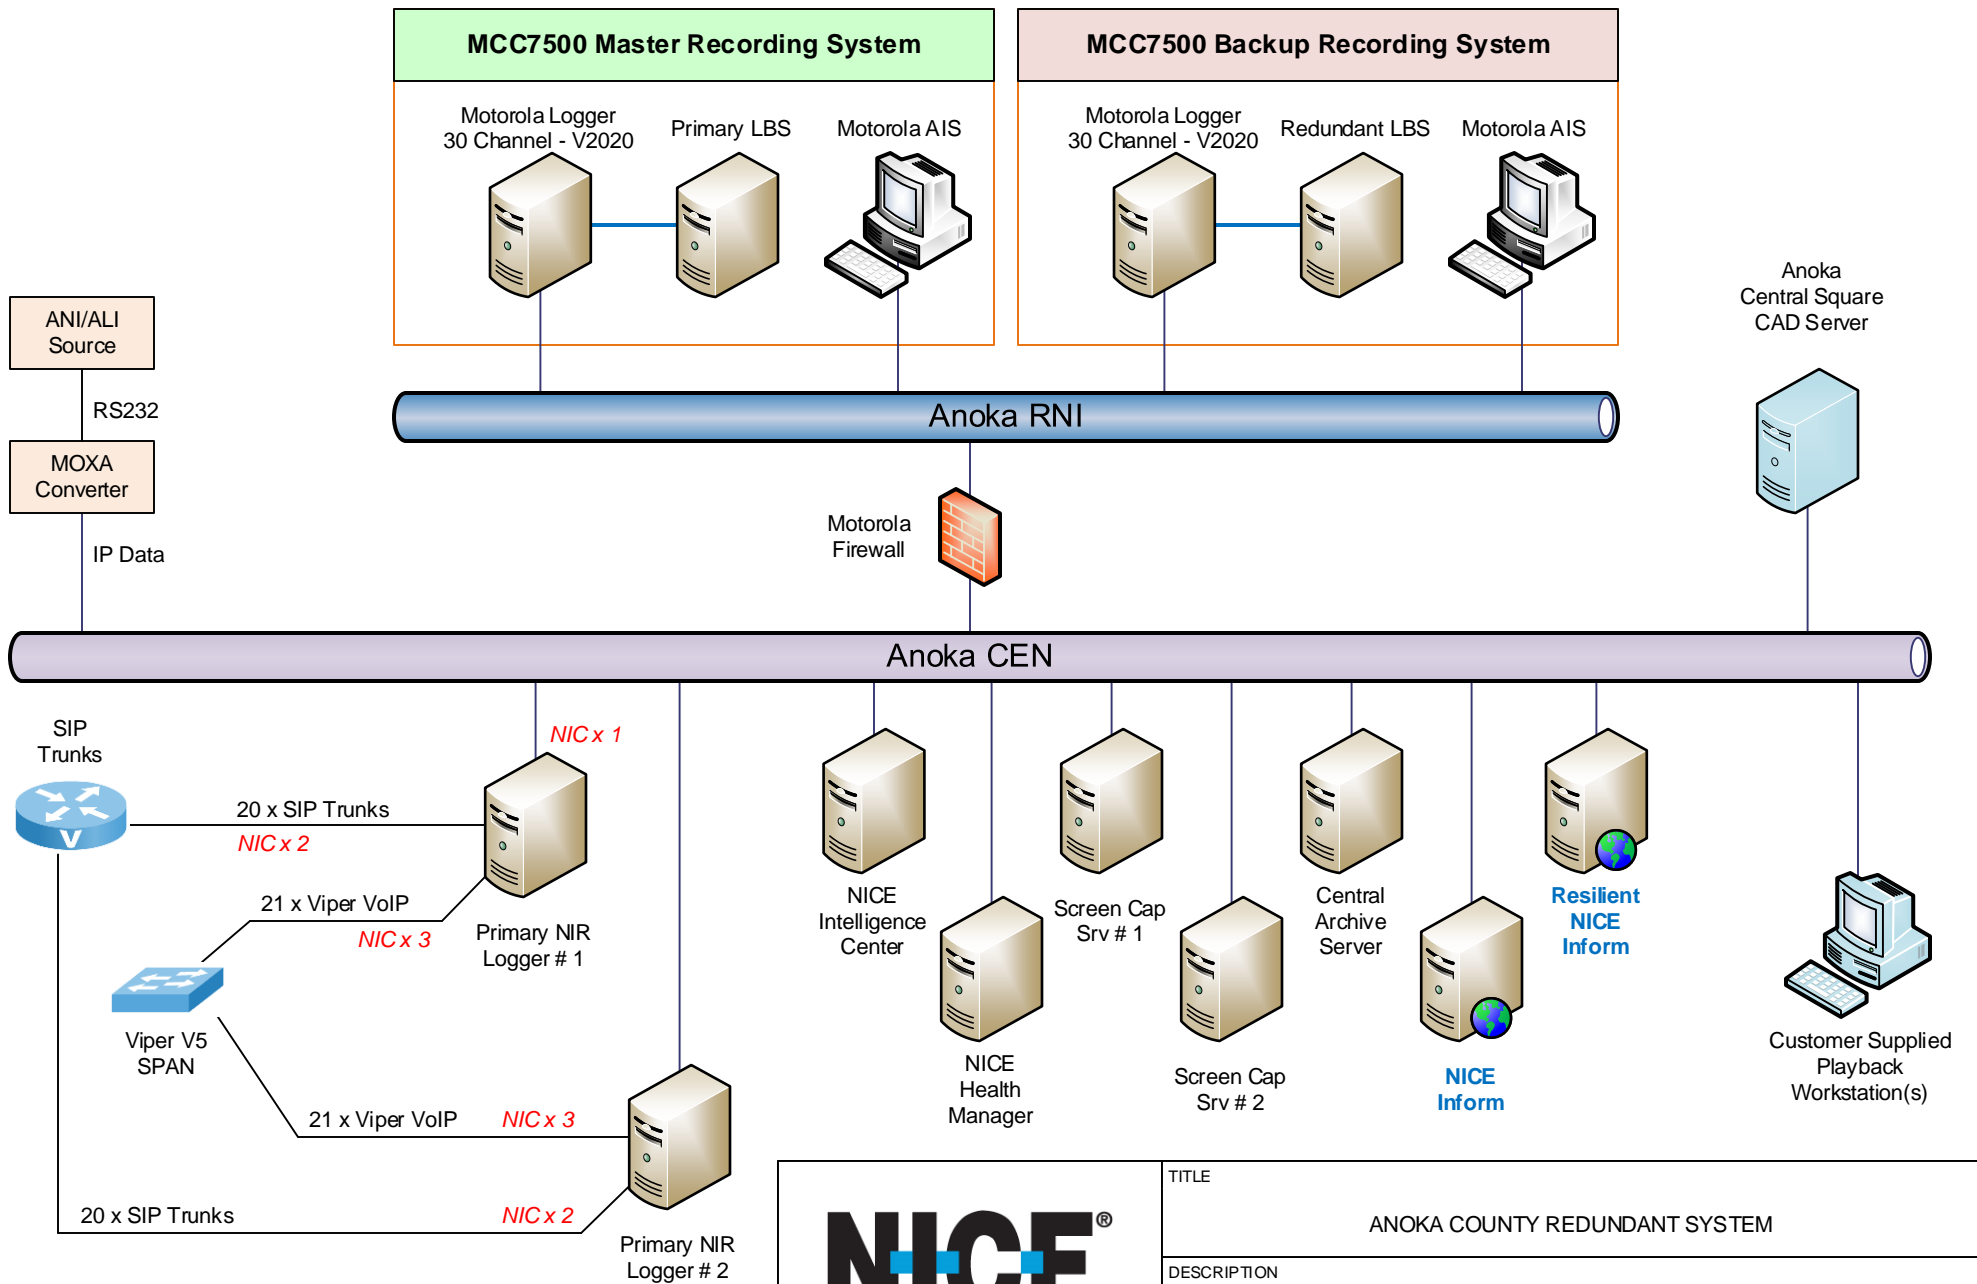 MCC7500 Master Recording System
MCC7500 Backup Recording System
Motorola Logger
30 Channel - V2020
Primary LBS
Motorola AIS
Motorola Logger
30 Channel - V2020
Redundant LBS
Motorola AIS
Anoka
Central Square
CAD Server
ANI/ALI
Source
RS232
MOXA
Converter
IP Data
Anoka RNI
Motorola
Firewall
Anoka CEN
SIP
Trunks
V
NIC x 1
20 x SIP Trunks
NIC x 2
21 x Viper VoIP
NIC x 3
Primary NIR
Logger # 1
Viper V5
SPAN
21 x Viper VoIP
NIC x 3
20 x SIP Trunks
NIC x 2
Primary NIR
Logger # 2
NICE
Intelligence
Center
NICE
Health
Manager
Screen Cap
Srv # 1
Screen Cap
Srv # 2
Central
Archive
Server
NICE
Inform
Resilient
NICE
Inform
Customer Supplied
Playback
Workstation(s)
NICE®
TITLE
ANOKA COUNTY REDUNDANT SYSTEM
DESCRIPTION